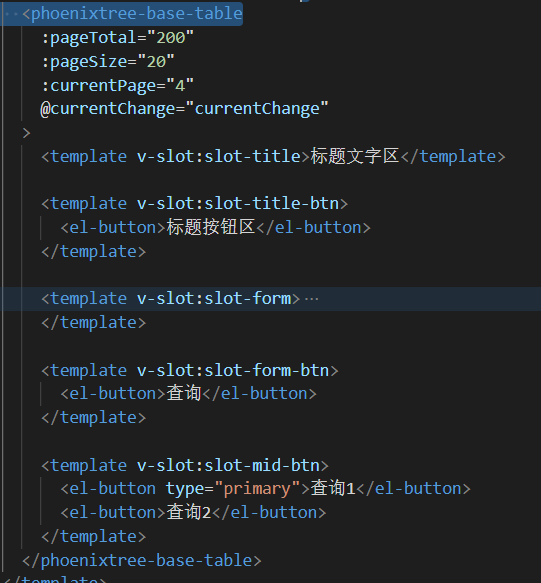 <phoenixtree-base-table
:pageTotal="200"
:pageSize="20"
:currentPage="4"
@currentChange="currentChange"
>
<template v-slot:slot-title>标题文字区</template>
<template v-slot:slot-title-btn>
<el-button>标题按钮区</el-button>
</template>
<template v-slot:slot-form>…
</template>
<template v-slot:slot-form-btn>
<el-button>查询</el-button>
</template>
<template v-slot:slot-mid-btn>
<el-button type="primary">查询1</el-button>
<el-button>查询2</el-button>
</template>
</phoenixtree-base-table>
</template>